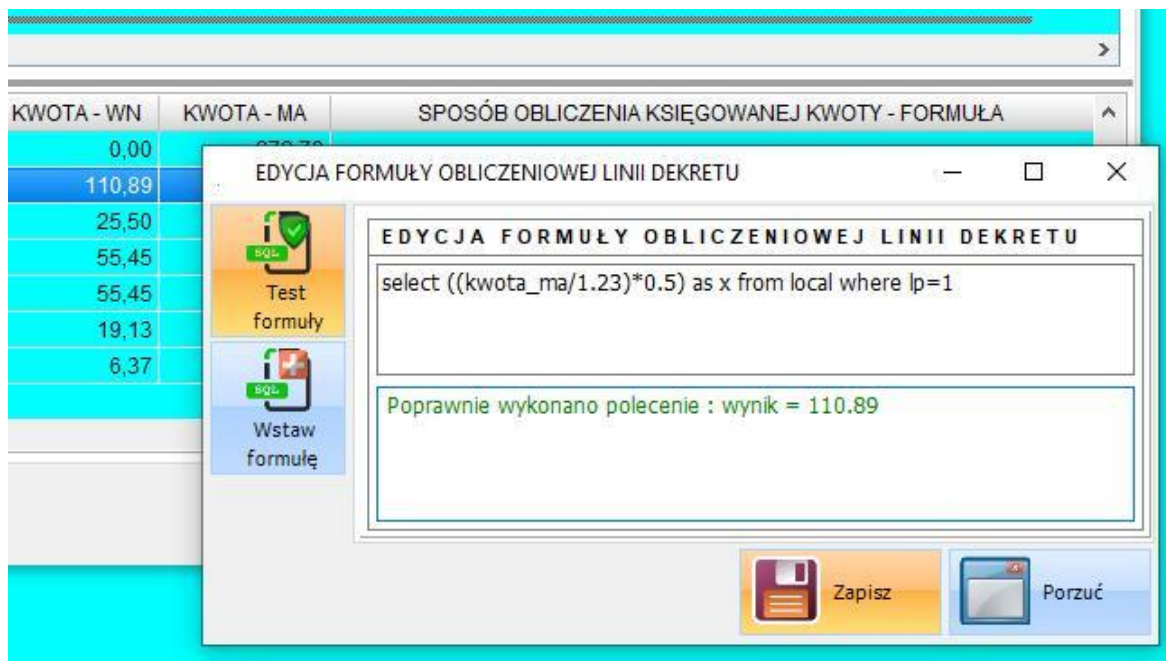 KWOTA - WN KWOTA - MA SPOSÓB OBLICZENIA KSIĘGOWANEJ KWOTY - FORMUŁA
0,00
110,89
25,50
55,45
55,45
19,13
6,37
EDYCJA FORMUŁY OBLICZENIOWEJ LINII DEKRETU
SQL
Test
formuły
SQL
Wstaw
formułę
EDYCJA FORMUŁY OBLICZENIOWEJ LINII DEKRETU
select ((kwota_ma/1.23)*0.5) as x from local where lp=1
Poprawnie wykonano polecenie : wynik = 110.89
Zapisz
Porzuć